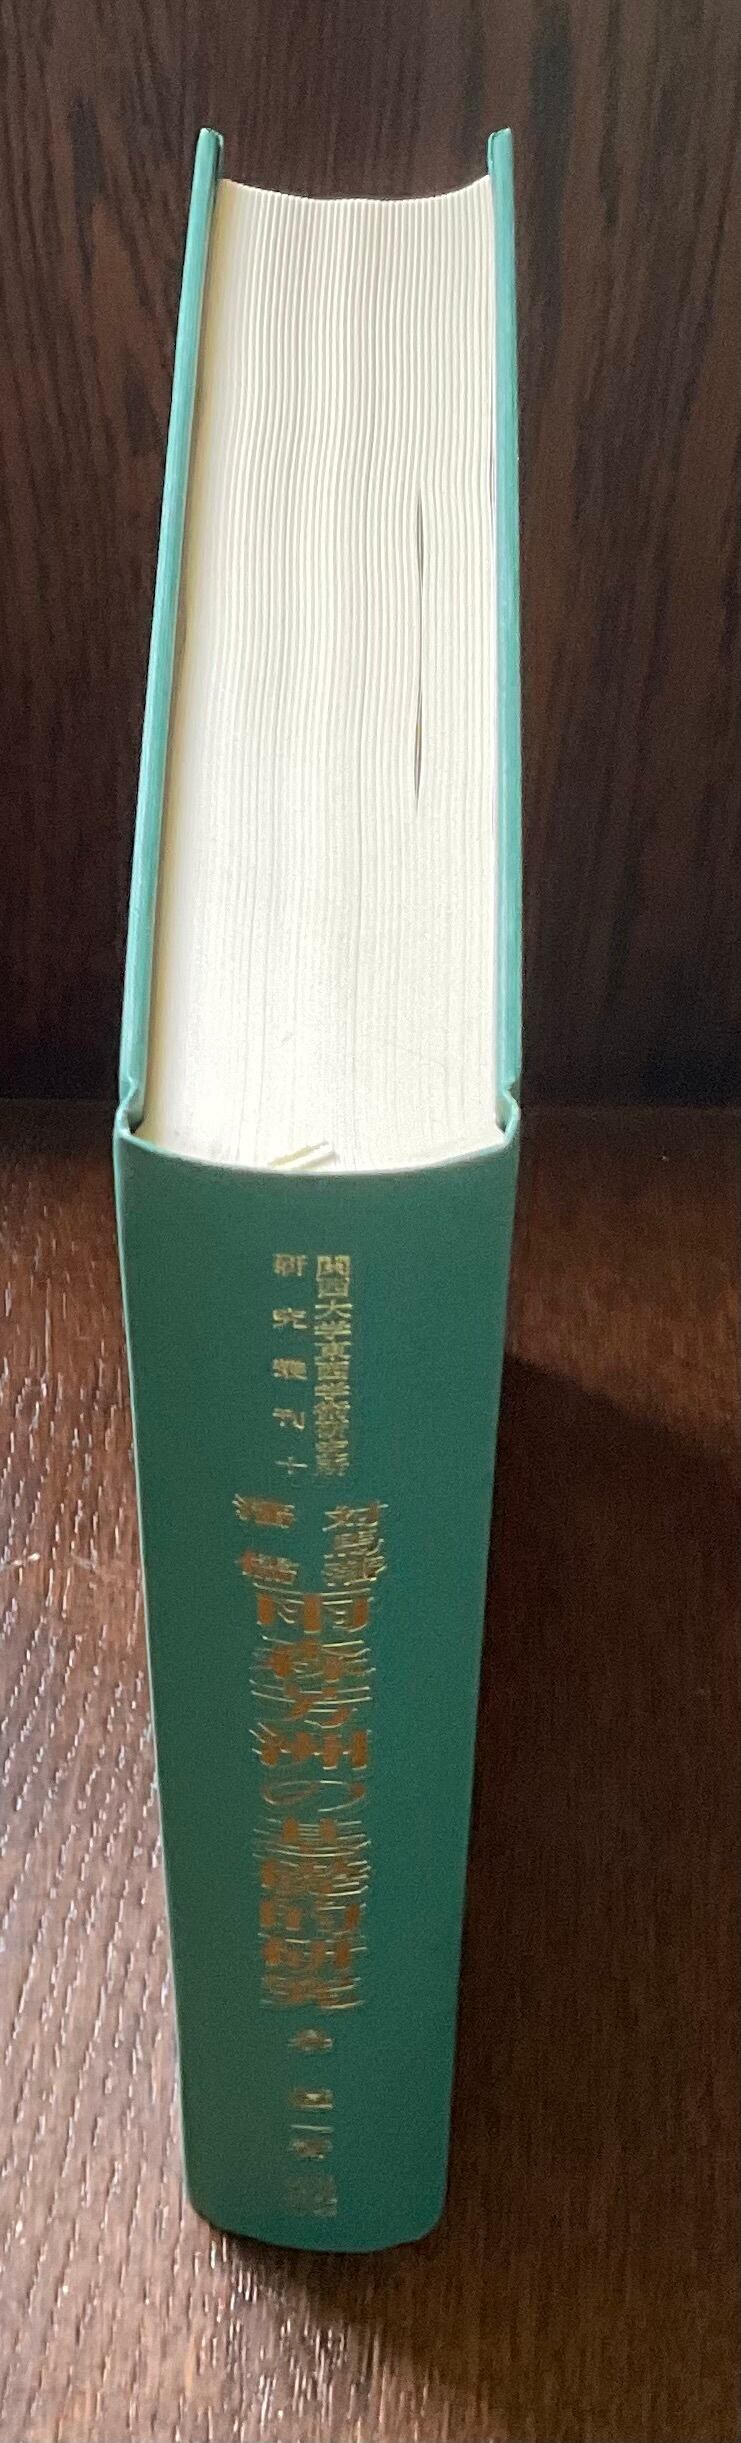 関西大学東西学術研究所
研究叢刊十
対馬藩
藩儒
雨森芳洲の基礎的研究
泉澄一著